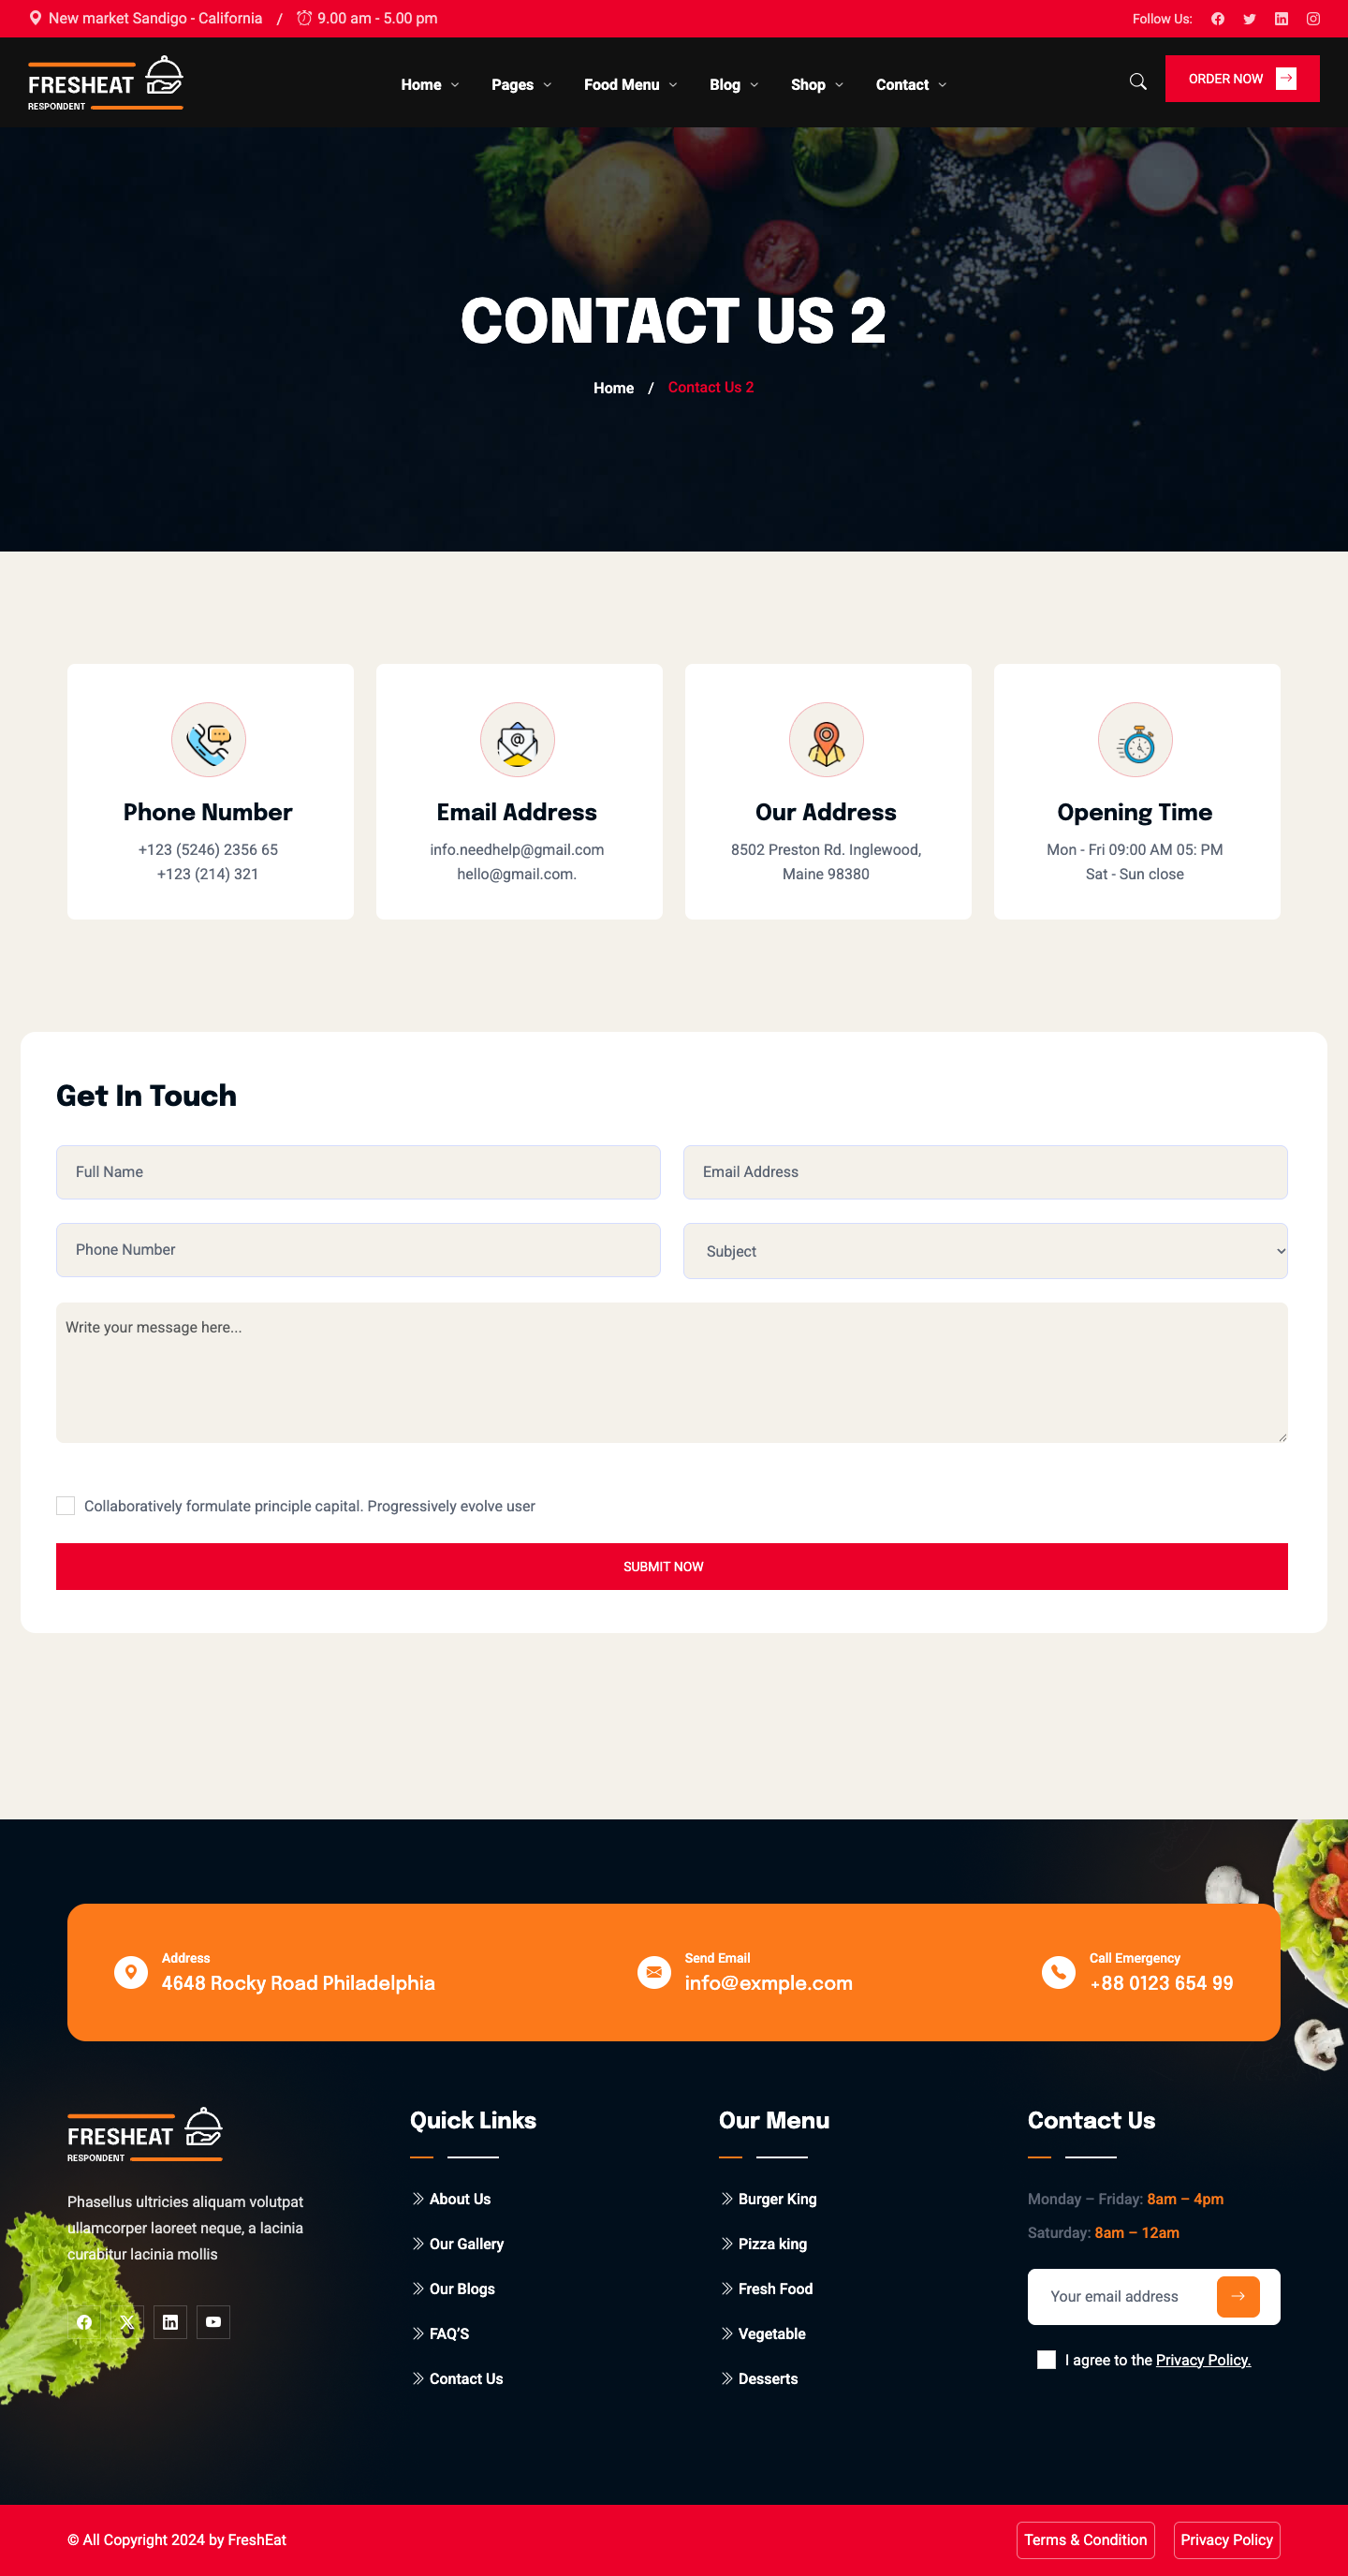 New market Sandigo - California / 9.00 am - 5.00 pm
Follow Us:
FRESHEAT
RESPONDENT
Home
Pages
Food Menu
Blog
Shop
Contact
ORDER NOW
CONTACT US 2
Home / Contact Us 2
Phone Number
+123 (5246) 2356 65
+123 (214) 321
Email Address
info.needhelp@gmail.com
hello@gmail.com.
Our Address
8502 Preston Rd. Inglewood,
Maine 98380
Opening Time
Mon - Fri 09:00 AM 05: PM
Sat - Sun close
Get In Touch
Full Name
Email Address
Phone Number
Subject
Write your message here...
Collaboratively formulate principle capital. Progressively evolve user
SUBMIT NOW
Address
4648 Rocky Road Philadelphia
Send Email
info@exmple.com
Call Emergency
+88 0123 654 99
FRESHEAT
RESPONDENT
Phasellus ultricies aliquam volutpat
ullamcorper laoreet neque, a lacinia
curabitur lacinia mollis
Quick Links
About Us
Our Gallery
Our Blogs
FAQ'S
Contact Us
Our Menu
Burger King
Pizza king
Fresh Food
Vegetable
Desserts
Contact Us
Monday – Friday: 8am – 4pm
Saturday: 8am – 12am
Your email address
I agree to the Privacy Policy.
© All Copyright 2024 by FreshEat
Terms & Condition
Privacy Policy